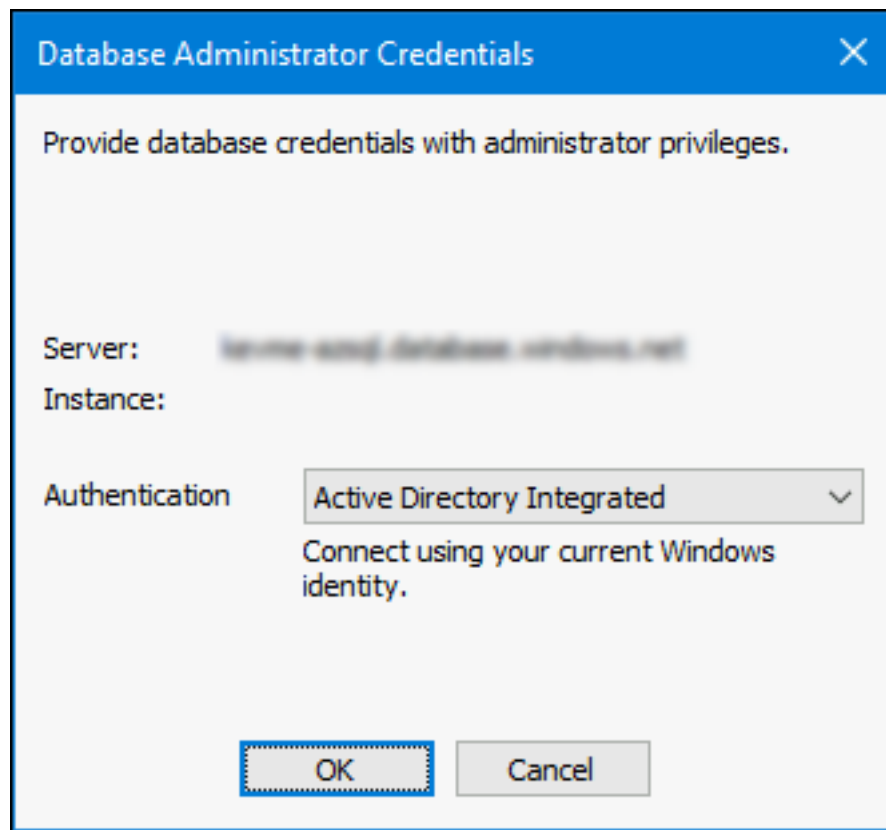 Database Administrator Credentials
Provide database credentials with administrator privileges.
Server:
Instance:
Authentication Active Directory Integrated
Connect using your current Windows
identity.
OK Cancel